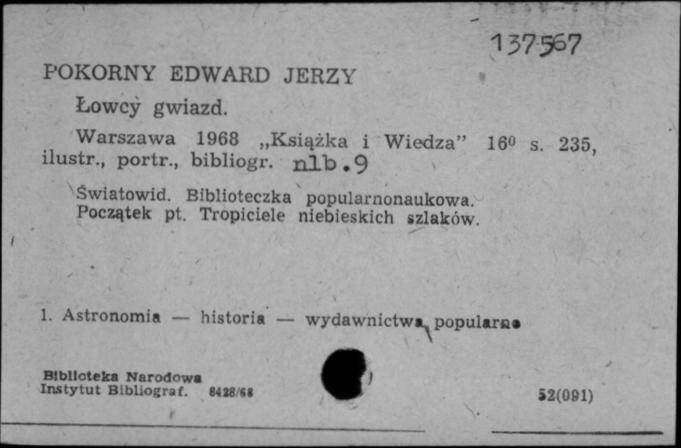 137567
POKORNY EDWARD JERZY
Łowcy gwiazd.
Warszawa 1968 „Książka i Wiedza” 16⁰ s. 235,
ilustr., portr., bibliogr. nlb.9
Światowid. Biblioteczka popularnonaukowa.
Początek pt. Tropiciele niebieskich szlaków.
1. Astronomia — historia — wydawnictwa popularne
Biblioteka Narodowa
Instytut Bibliograf. 8428/68
52(091)